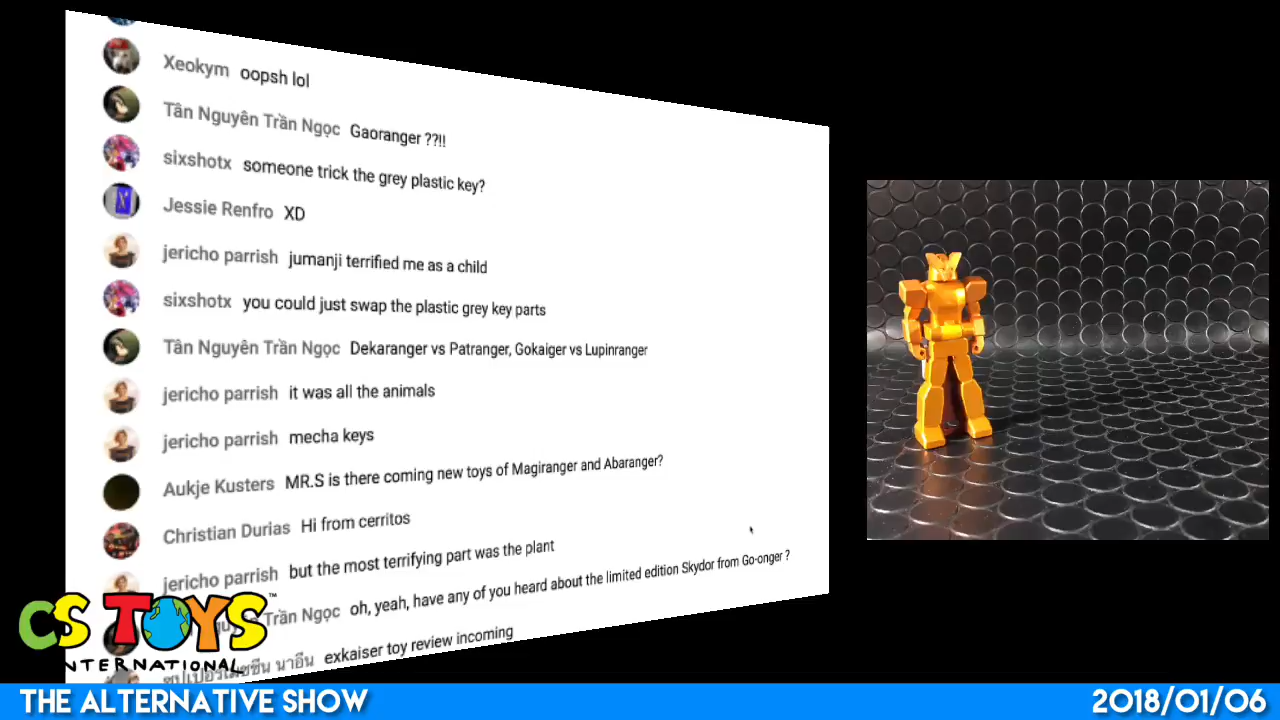 Xeokym oopsh lol
Tân Nguyên Trần Ngọc Gaoranger ??!!
sixshotx someone trick the grey plastic key?
Jessie Renfro XD
jericho parrish jumanji terrified me as a child
sixshotx you could just swap the plastic grey key parts
Tân Nguyên Trần Ngọc Dekaranger vs Patranger, Gokaiger vs Lupinranger
jericho parrish it was all the animals
jericho parrish mecha keys
Aukje Kusters MR.S is there coming new toys of Magiranger and Abaranger?
Christian Durias Hi from cerritos
jericho parrish but the most terrifying part was the plant
Trần Ngọc oh, yeah, have any of you heard about the limited edition Skydor from Go-onger ?
นาอึน exkaiser toy review incoming
CS TOYS™
INTERNATIONAL
THE ALTERNATIVE SHOW
2018/01/06